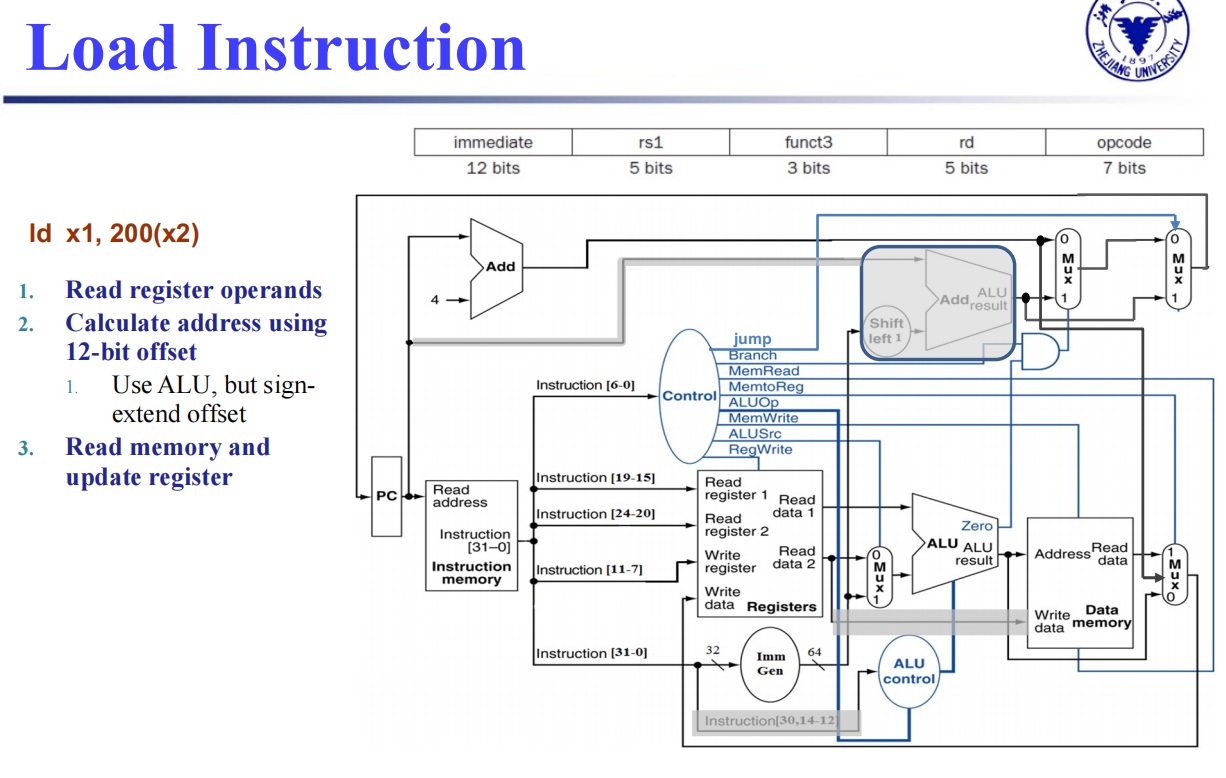 Load Instruction
浙
ZHEJIANG UNIVERSITY
1897
immediate rs1 funct3 rd opcode
12 bits 5 bits 3 bits 5 bits 7 bits
ld x1, 200(x2)
1. Read register operands
2. Calculate address using
12-bit offset
1. Use ALU, but sign-
extend offset
3. Read memory and
update register
Add
4
Add ALU
result
Shift
left 1
0
M
u
x
1
0
M
u
x
1
jump
Branch
MemRead
MemtoReg
ALUOp
MemWrite
ALUSrc
RegWrite
Control
Instruction [6-0]
Instruction [19-15]
Instruction [24-20]
Instruction [11-7]
Instruction [31-0]
PC
Read
address
Instruction
[31–0]
Instruction
memory
Read
register 1
Read
register 2
Write
register
Write
data
Read
data 1
Read
data 2
Registers
0
M
u
x
1
Zero
ALU ALU
result
Address
Read
data
Write
data
Data
memory
1
M
u
x
0
32
Imm
Gen
64
ALU
control
Instruction[30,14-12]